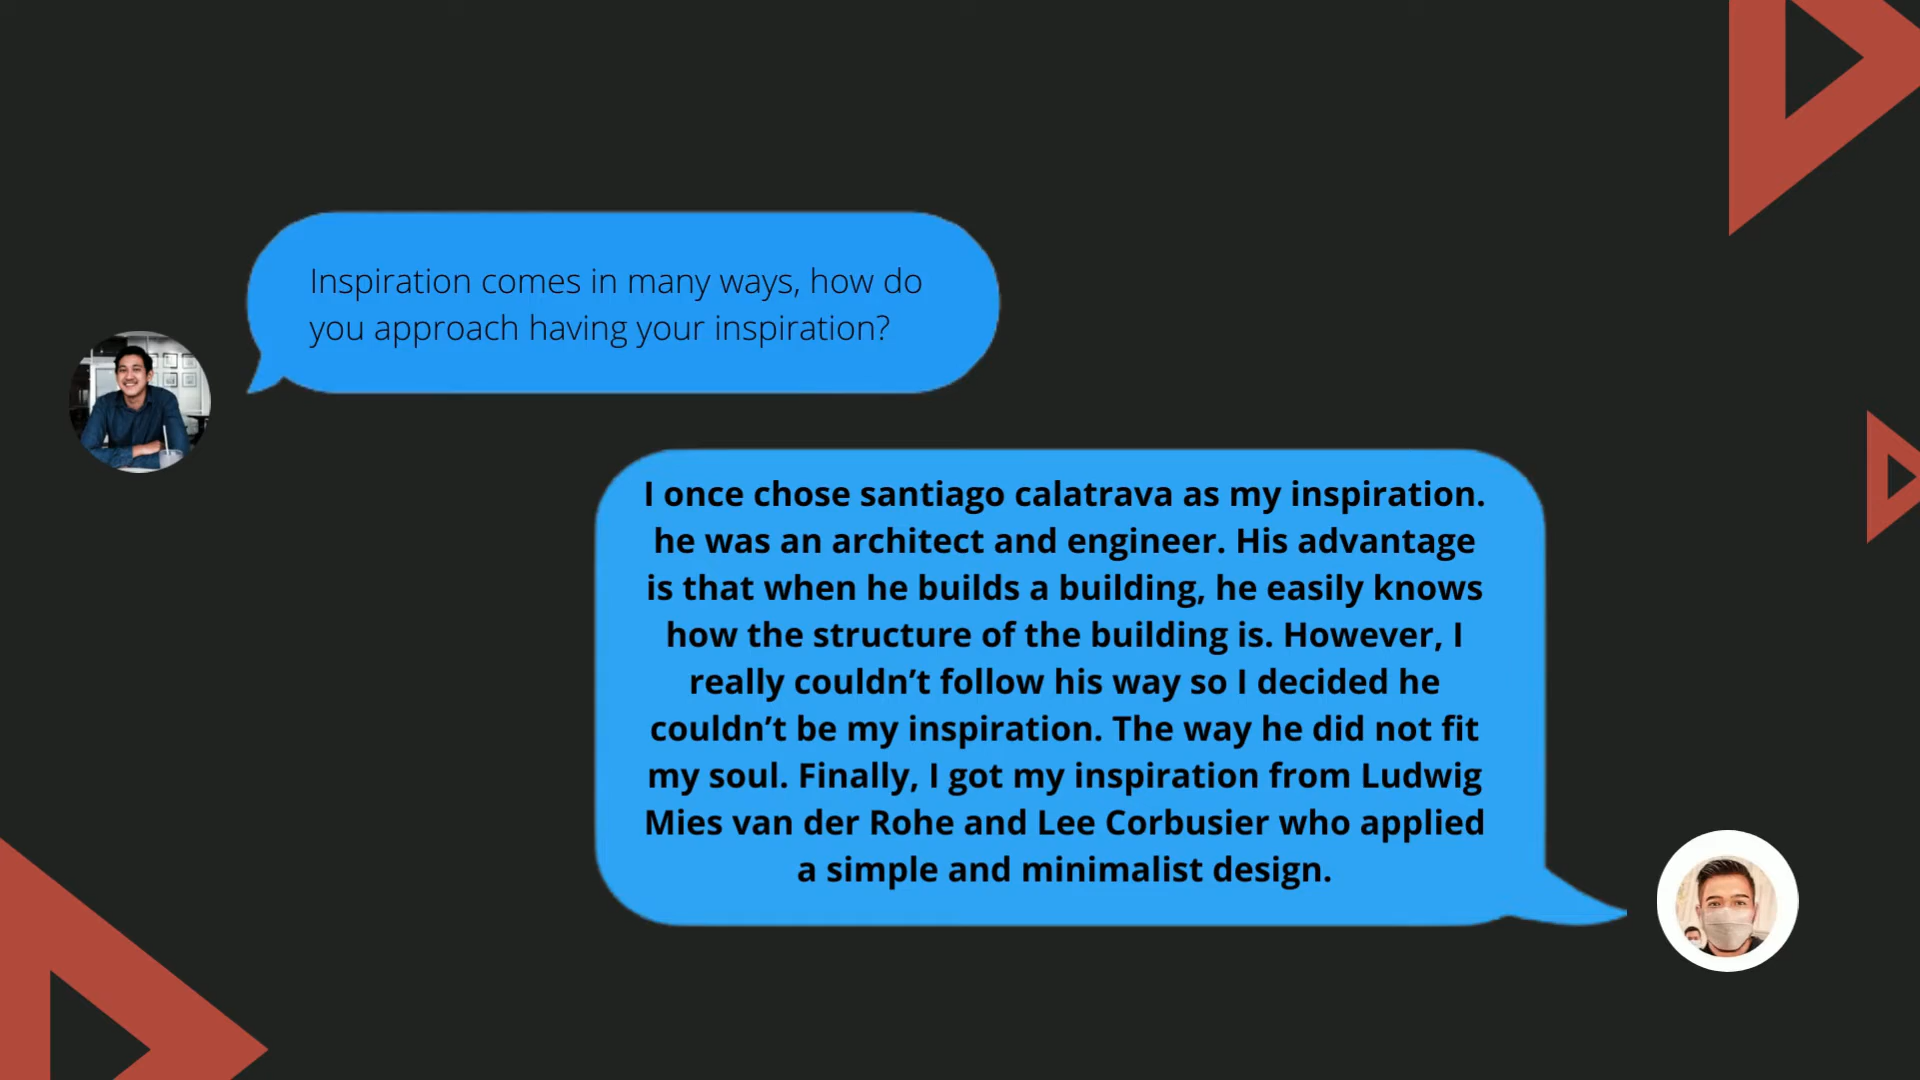 Inspiration comes in many ways, how do
you approach having your inspiration?
I once chose santiago calatrava as my inspiration.
he was an architect and engineer. His advantage
is that when he builds a building, he easily knows
how the structure of the building is. However, I
really couldn’t follow his way so I decided he
couldn’t be my inspiration. The way he did not fit
my soul. Finally, I got my inspiration from Ludwig
Mies van der Rohe and Lee Corbusier who applied
a simple and minimalist design.